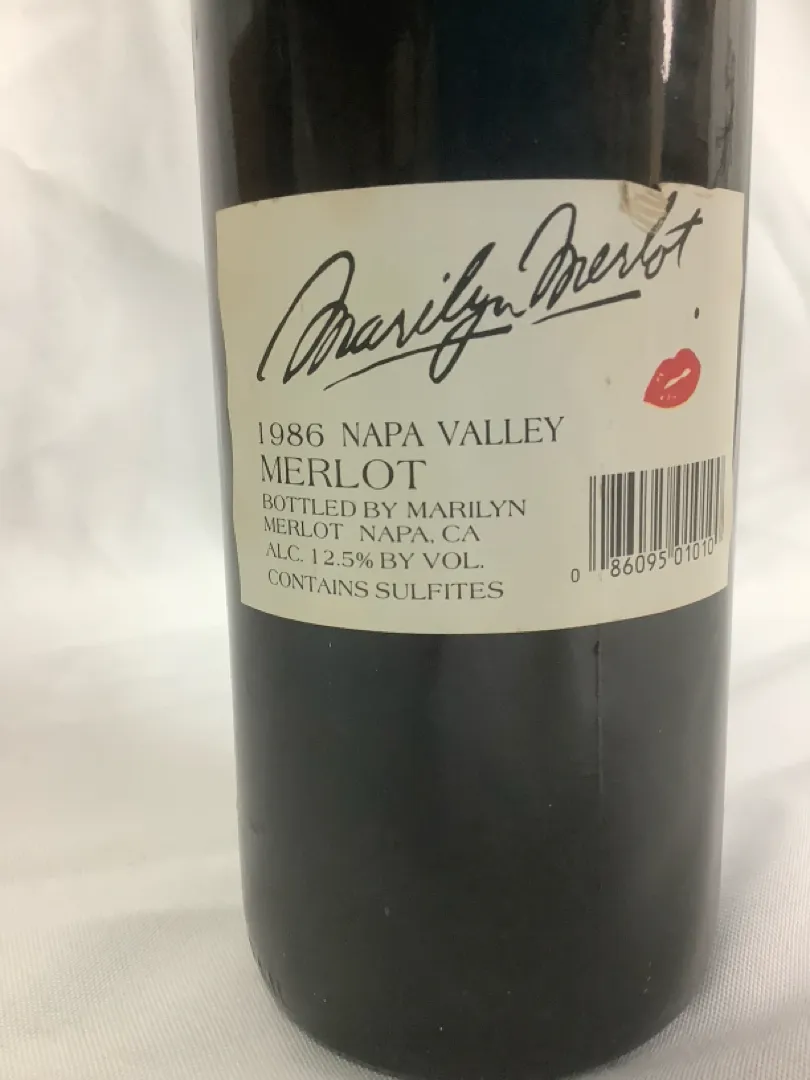 Marilyn Merlot.
1986 NAPA VALLEY
MERLOT
BOTTLED BY MARILYN
MERLOT NAPA, CA
ALC. 12.5% BY VOL.
CONTAINS SULFITES
0 86095 01010